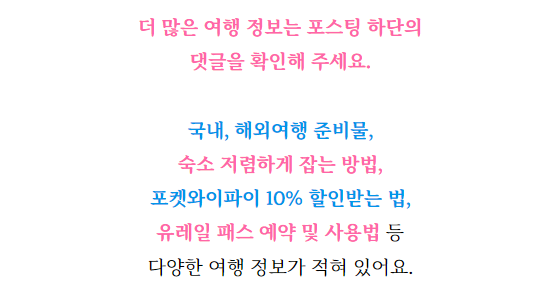 더 많은 여행 정보는 포스팅 하단의
댓글을 확인해 주세요.
국내, 해외여행 준비물,
숙소 저렴하게 잡는 방법,
포켓와이파이 10% 할인받는 법,
유레일 패스 예약 및 사용법 등
다양한 여행 정보가 적혀 있어요.